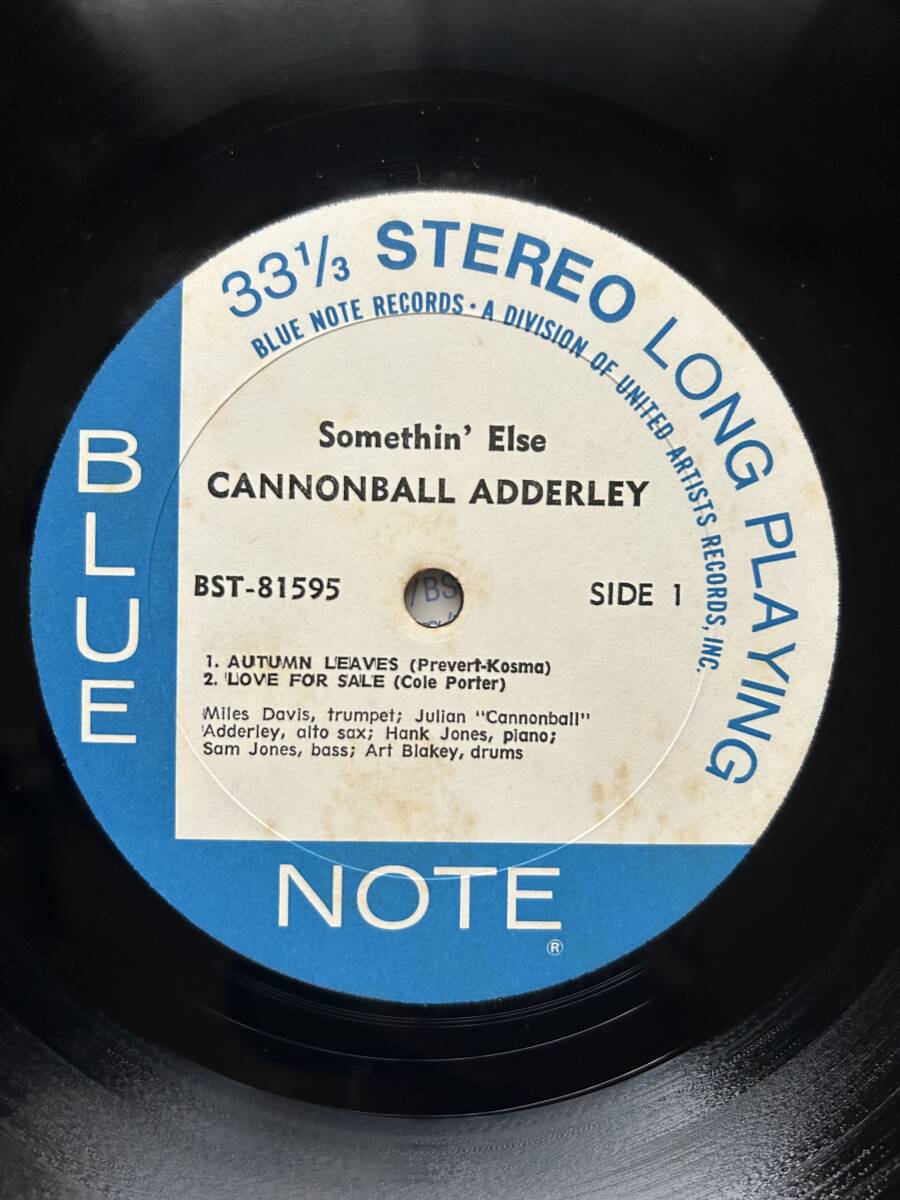 33⅓ STEREO LONG PLAYING
BLUE NOTE RECORDS · A DIVISION OF UNITED ARTISTS RECORDS, INC.
Somethin' Else
CANNONBALL ADDERLEY
BST-81595
SIDE 1
1. AUTUMN LEAVES (Prevert-Kosma)
2. LOVE FOR SALE (Cole Porter)
Miles Davis, trumpet; Julian "Cannonball"
Adderley, alto sax; Hank Jones, piano;
Sam Jones, bass; Art Blakey, drums
BLUE
NOTE
®
/BS